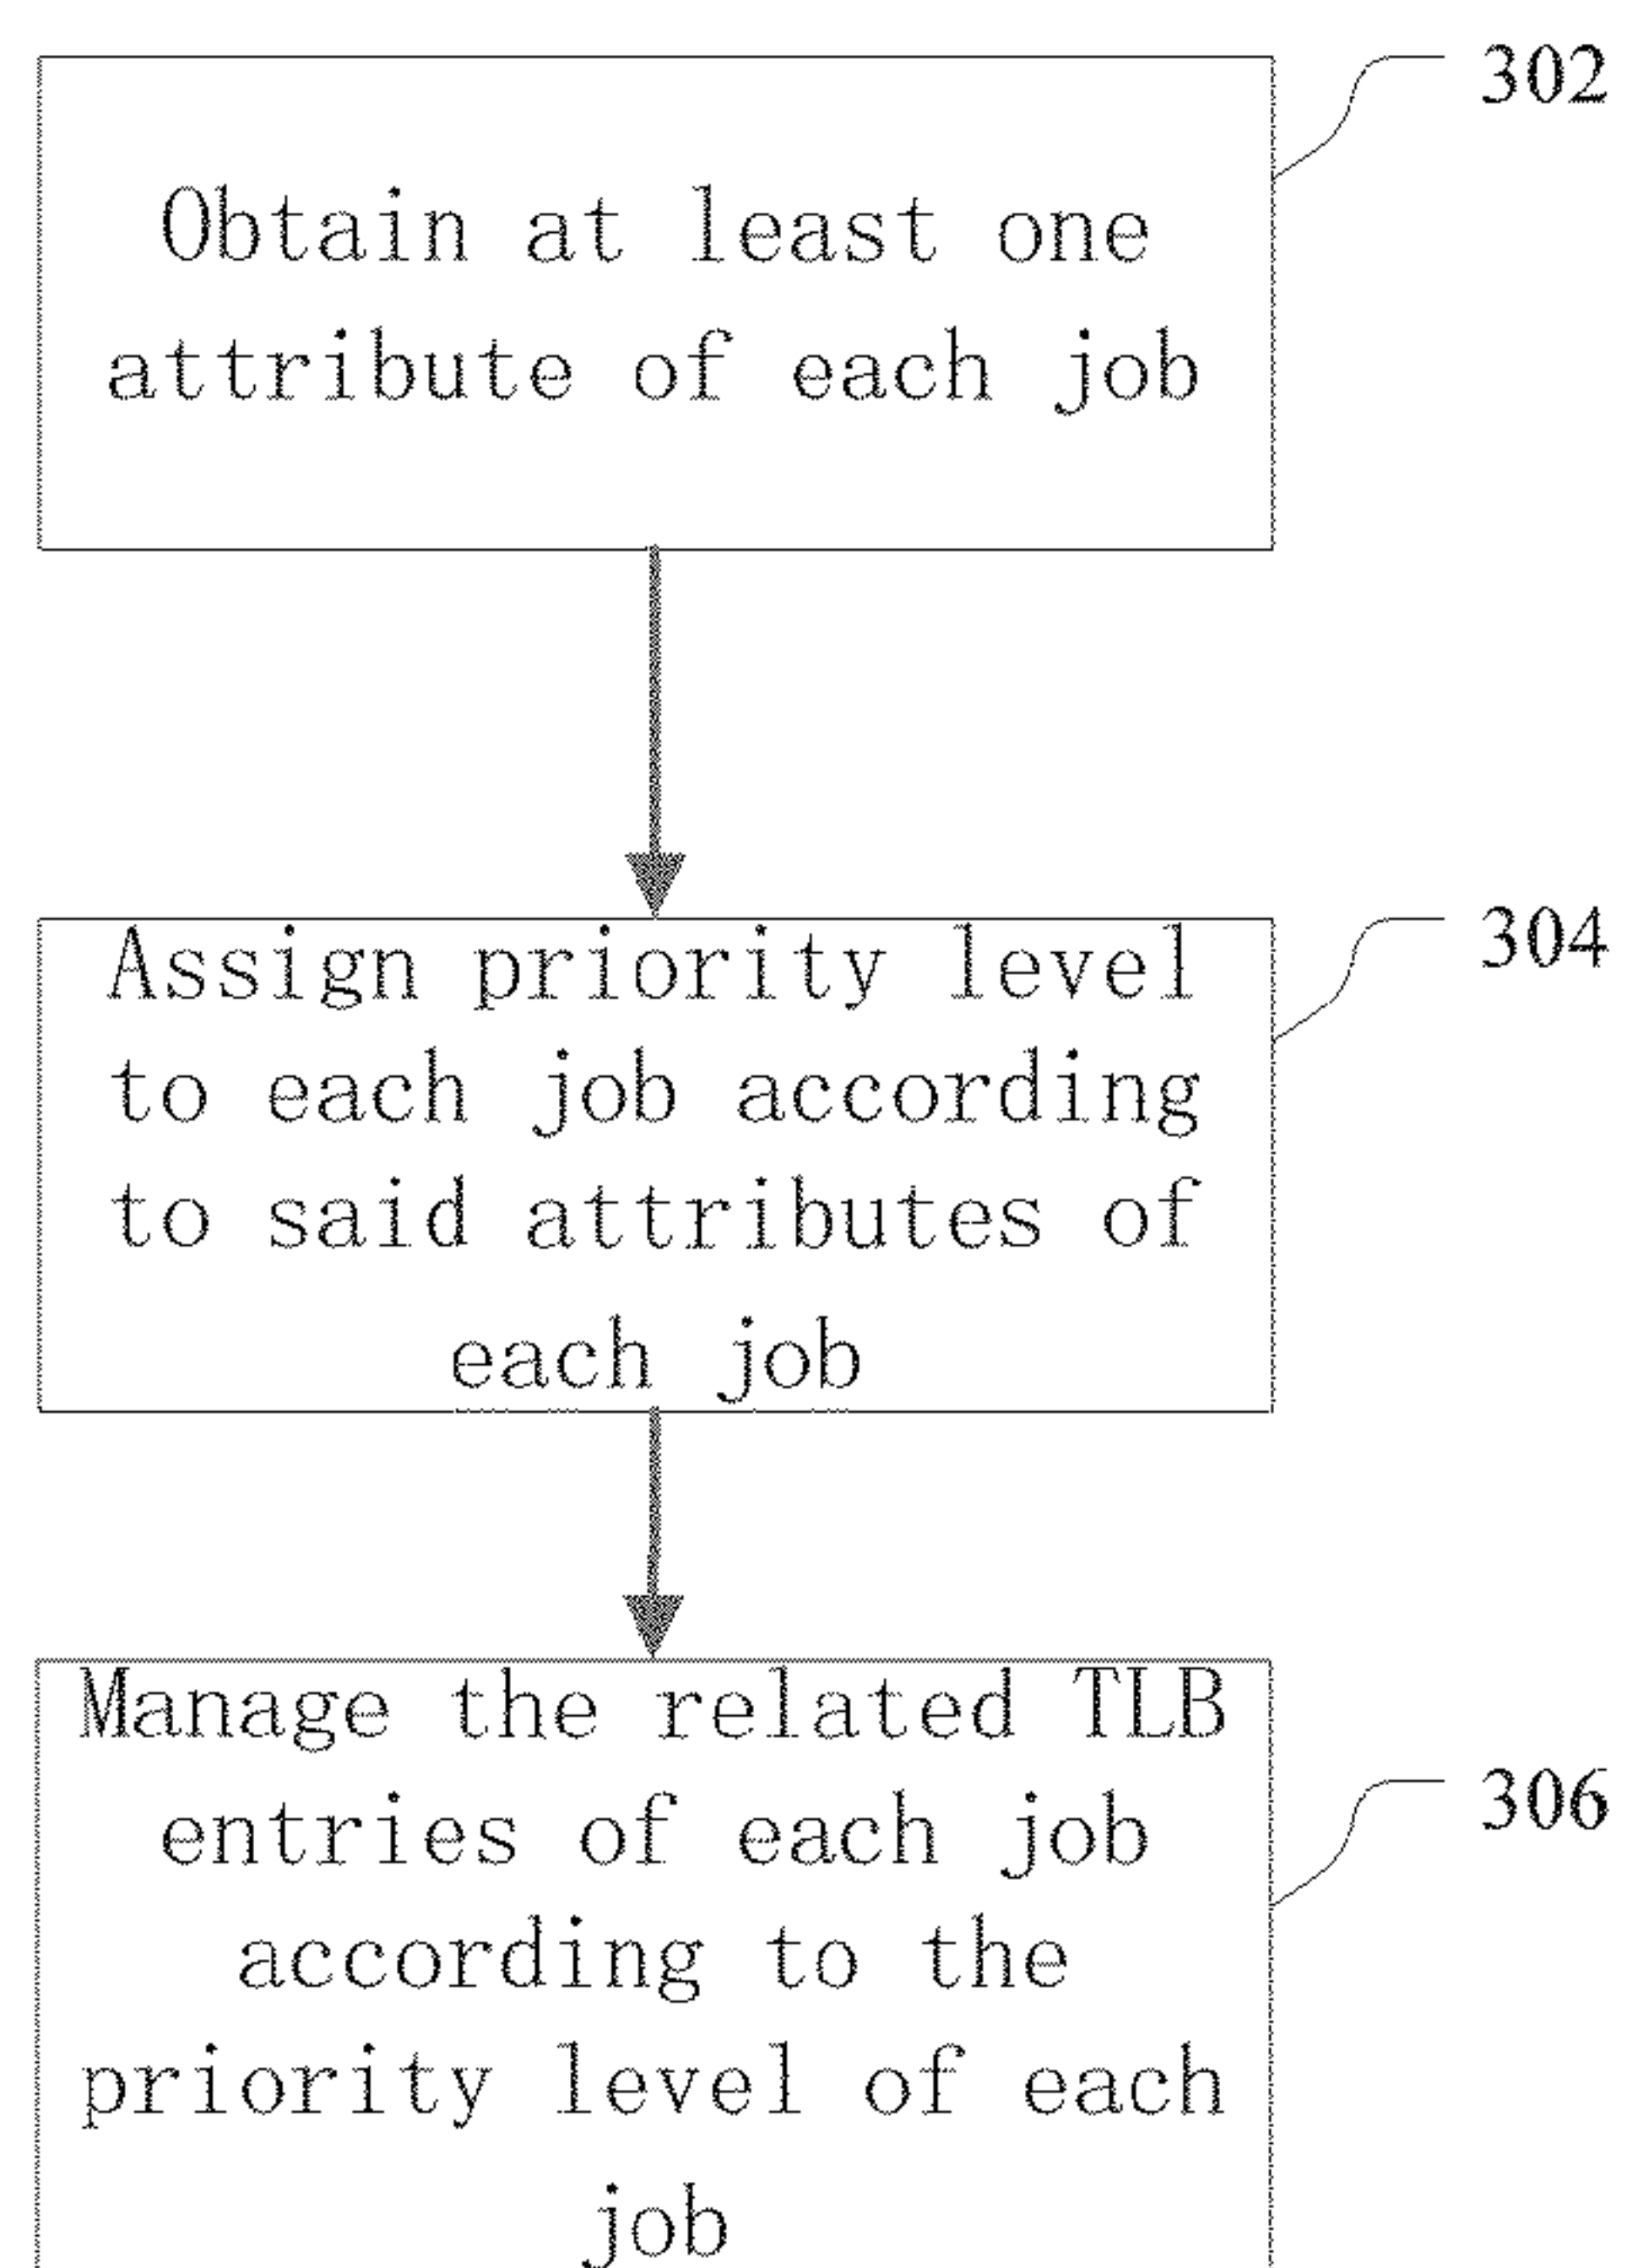 302
Obtain at least one
attribute of each job
304
Assign priority level
to each job according
to said attributes of
each job
306
Manage the related TLB
entries of each job
according to the
priority level of each
job